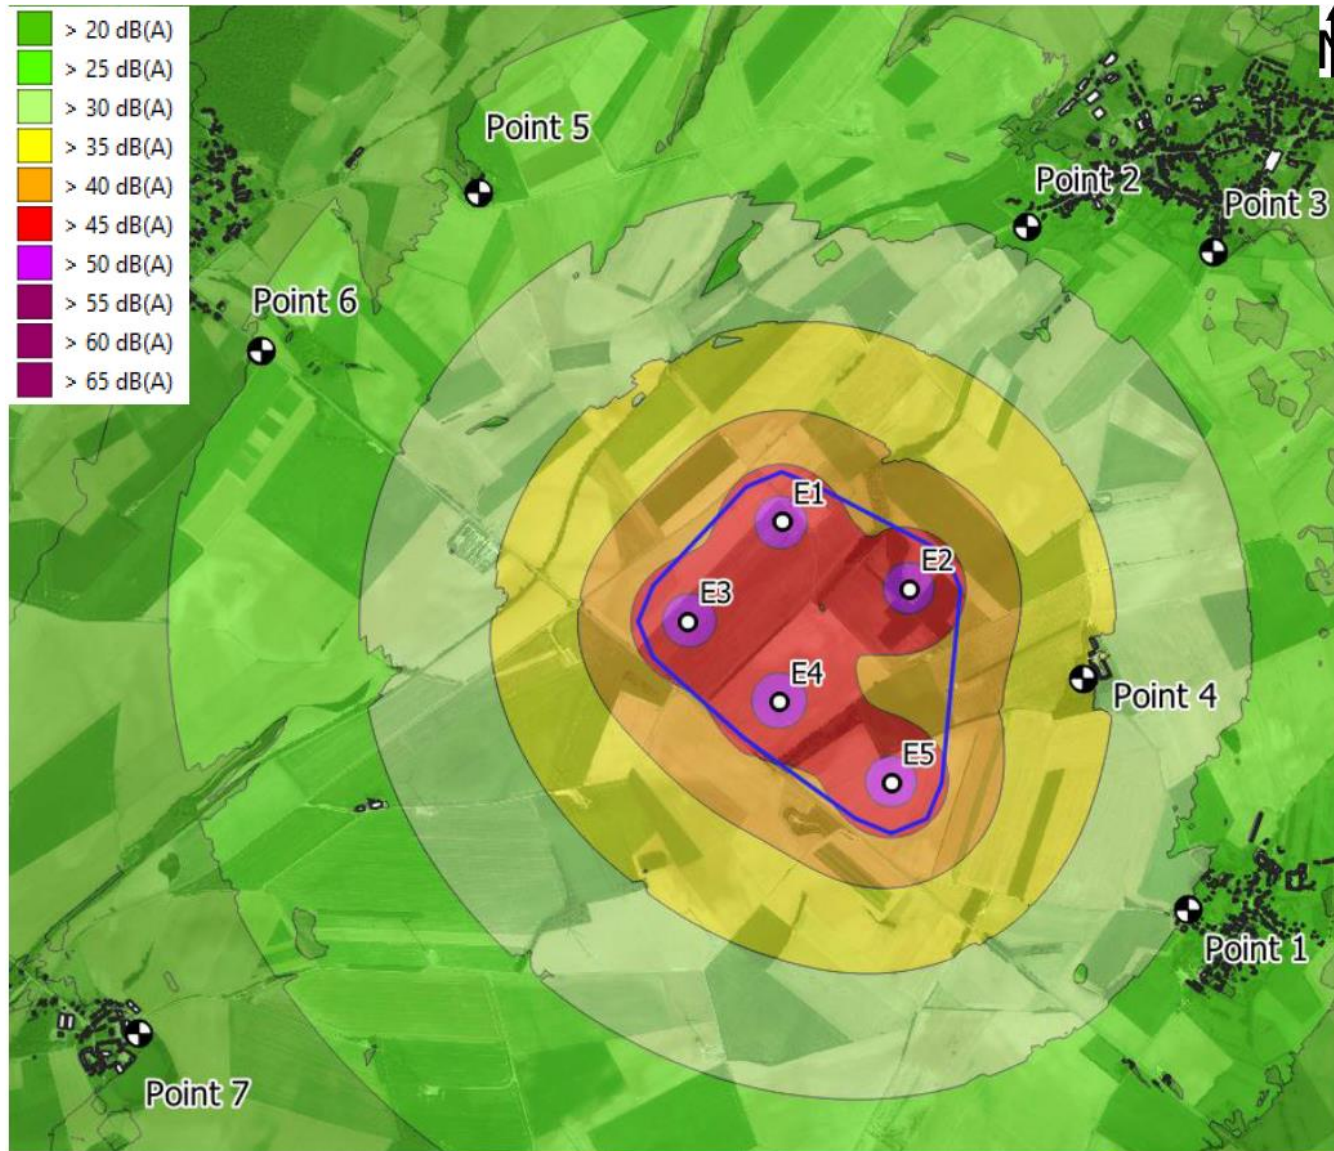 > 20 dB(A)
> 25 dB(A)
> 30 dB(A)
> 35 dB(A)
> 40 dB(A)
> 45 dB(A)
> 50 dB(A)
> 55 dB(A)
> 60 dB(A)
> 65 dB(A)
N
Point 5
Point 2
Point 3
Point 6
E1
E2
E3
E4
Point 4
E5
Point 1
Point 7